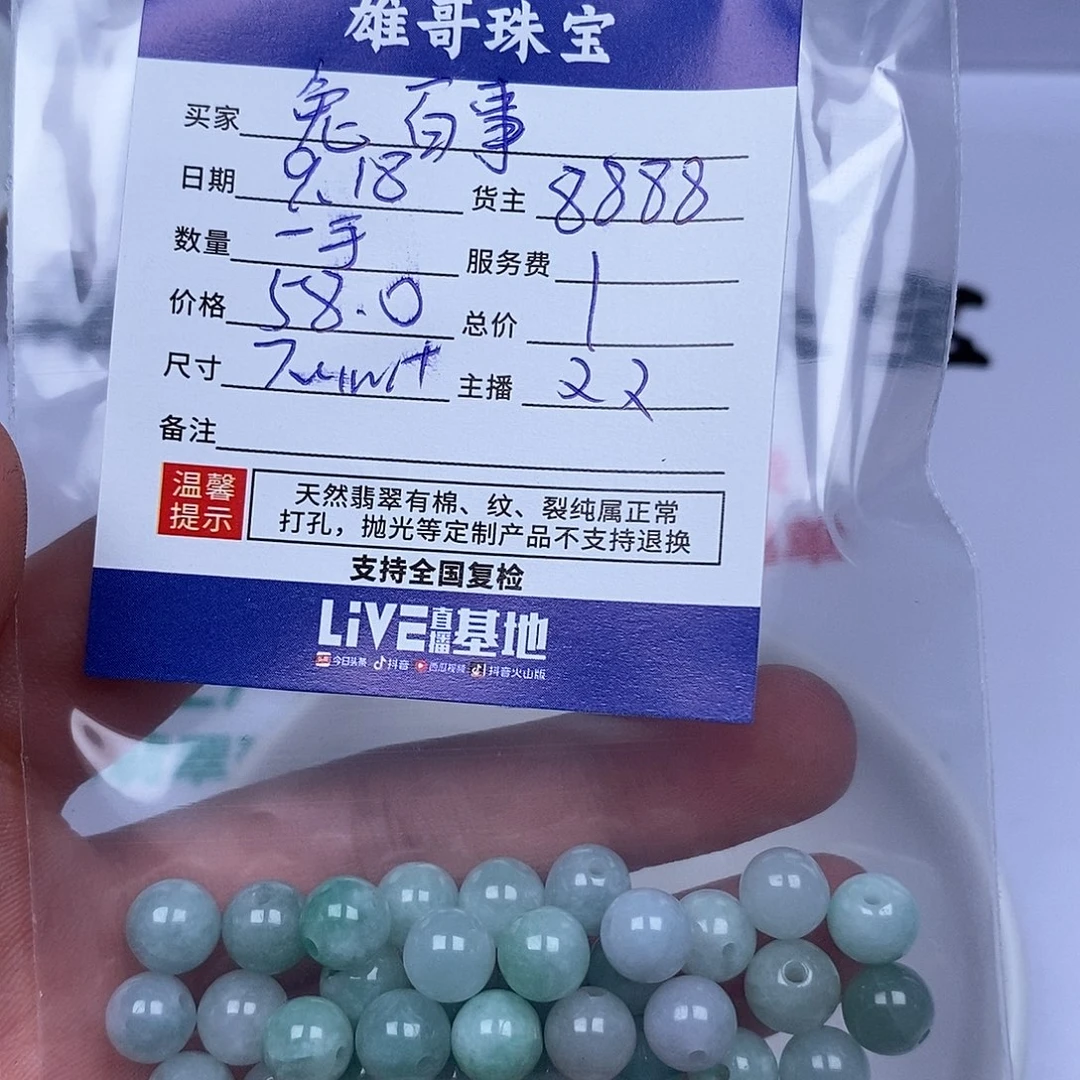 雄哥珠宝
买家 兔 百事
日期 9.18 货主 8888
数量 一手 服务费 1
价格 58.0 总价
尺寸 7mm+ 主播 22
备注
温馨提示
天然翡翠有棉、纹、裂纯属正常
打孔，抛光等定制产品不支持退换
支持全国复检
LiVE直播基地
今日头条 抖音 西瓜视频 抖音火山版